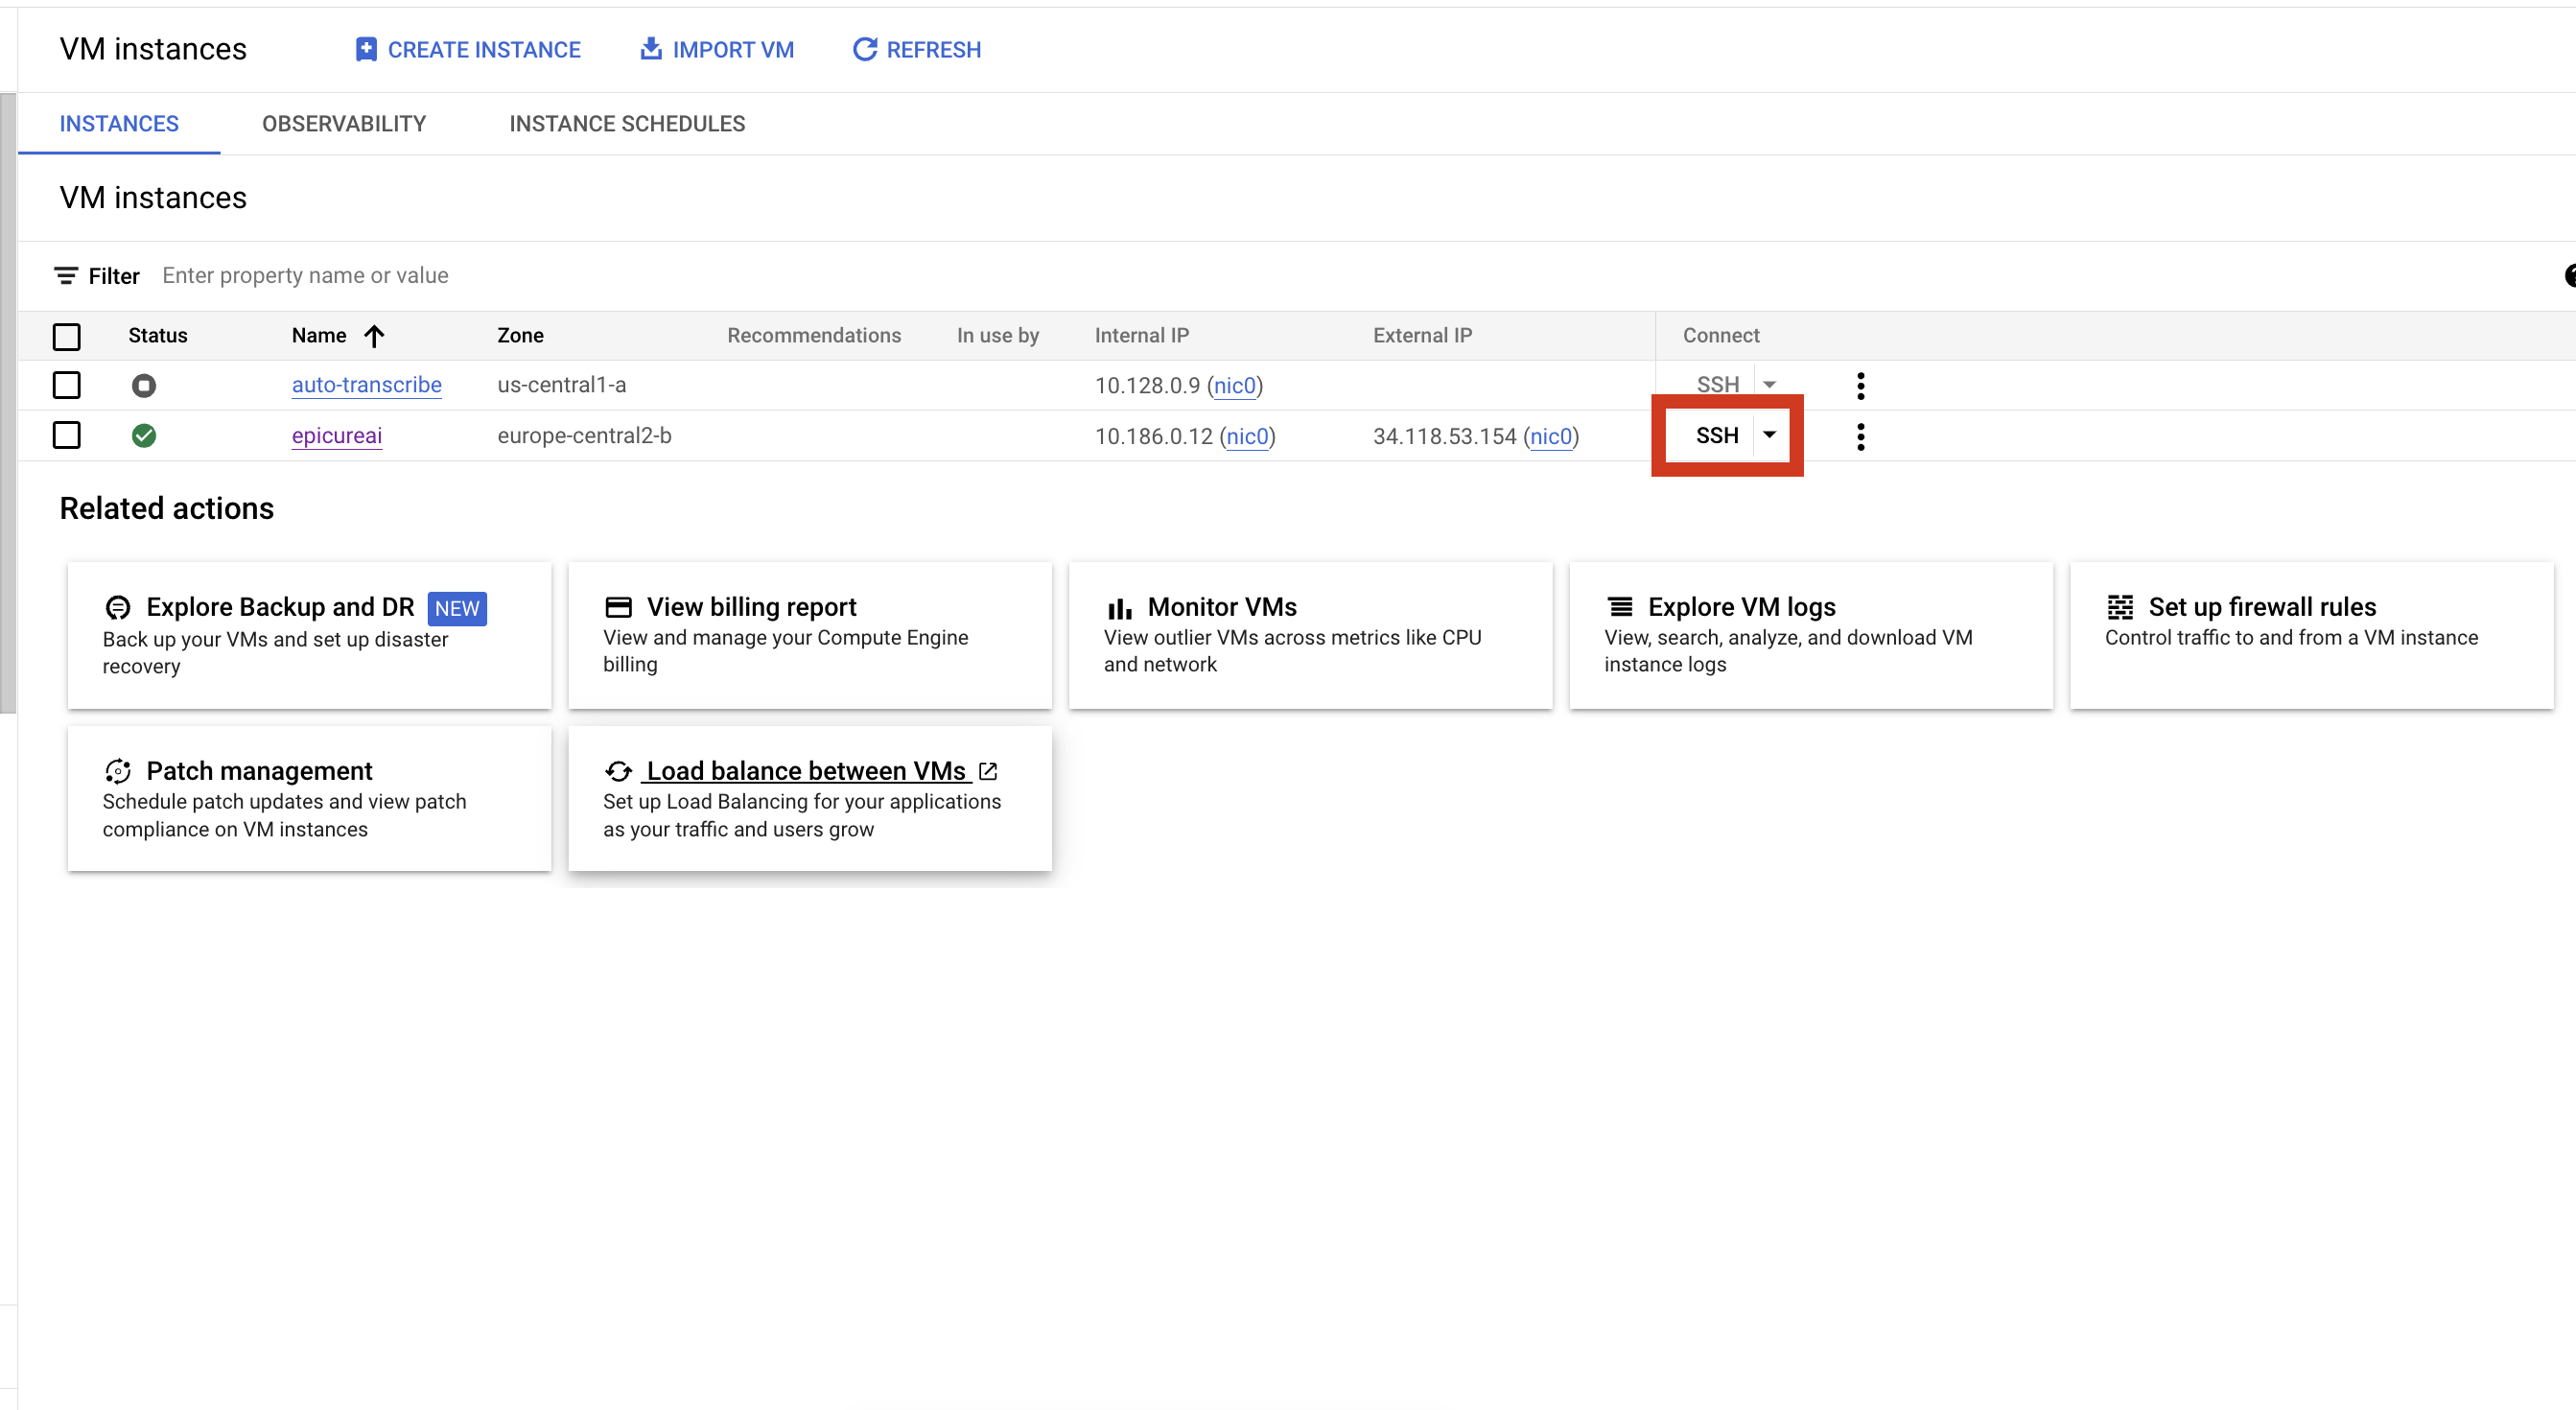 VM instances CREATE INSTANCE IMPORT VM REFRESH
INSTANCES OBSERVABILITY INSTANCE SCHEDULES
VM instances
Filter Enter property name or value
Status Name Zone Recommendations In use by Internal IP External IP Connect
auto-transcribe us-central1-a 10.128.0.9 (nic0) SSH
epicureai europe-central2-b 10.186.0.12 (nic0) 34.118.53.154 (nic0) SSH
Related actions
Explore Backup and DR NEW
Back up your VMs and set up disaster
recovery
View billing report
View and manage your Compute Engine
billing
Monitor VMs
View outlier VMs across metrics like CPU
and network
Explore VM logs
View, search, analyze, and download VM
instance logs
Set up firewall rules
Control traffic to and from a VM instance
Patch management
Schedule patch updates and view patch
compliance on VM instances
Load balance between VMs
Set up Load Balancing for your applications
as your traffic and users grow